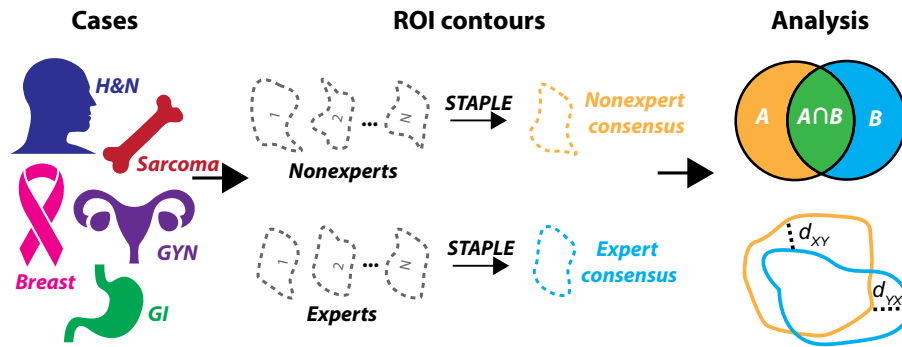 Cases
ROI contours
Analysis
H&N
Sarcoma
Breast
GYN
GI
1
2
...
N
Nonexperts
STAPLE
Nonexpert
consensus
1
2
...
N
Experts
STAPLE
Expert
consensus
A
A∩B
B
dXY
dYX